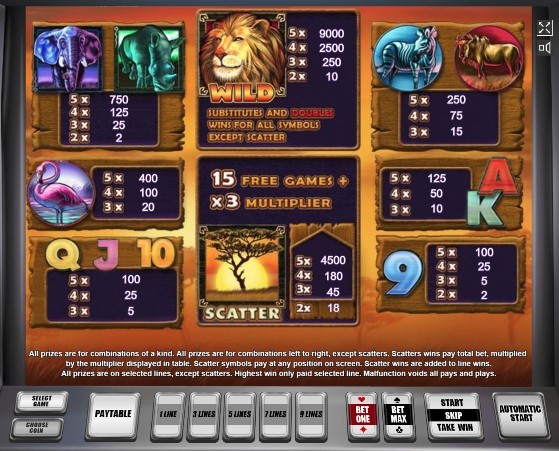 5x 750
4x 125
3x 25
2x 2
5x 9000
4x 2500
3x 250
2x 10
WILD
SUBSTITUTES AND DOUBLES
WINS FOR ALL SYMBOLS
EXCEPT SCATTER
5x 250
4x 75
3x 15
5x 400
4x 100
3x 20
15 FREE GAMES +
x3 MULTIPLIER
5x 125
4x 50
3x 10
A
K
Q J 10
5x 100
4x 25
3x 5
SCATTER
5x 4500
4x 180
3x 45
2x 18
9
5x 100
4x 25
3x 5
2x 2
All prizes are for combinations of a kind. All prizes are for combinations left to right, except scatters. Scatters wins pay total bet, multiplied
by the multiplier displayed in table. Scatter symbols pay at any position on screen. Scatter wins are added to line wins.
All prizes are on selected lines, except scatters. Highest win only paid selected line. Malfunction voids all pays and plays.
SELECT
GAME
CHOOSE
COIN
PAYTABLE
1 LINE
3 LINES
5 LINES
7 LINES
9 LINES
BET
ONE
BET
MAX
START
SKIP
TAKE WIN
AUTOMATIC
START